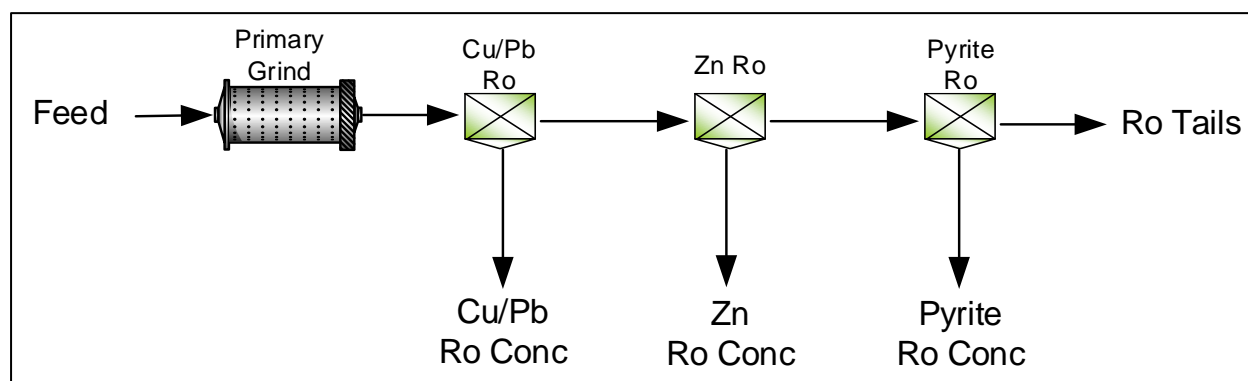 Primary
Grind
Cu/Pb
Ro
Zn Ro
Pyrite
Ro
Feed
Ro Tails
Cu/Pb
Ro Conc
Zn
Ro Conc
Pyrite
Ro Conc